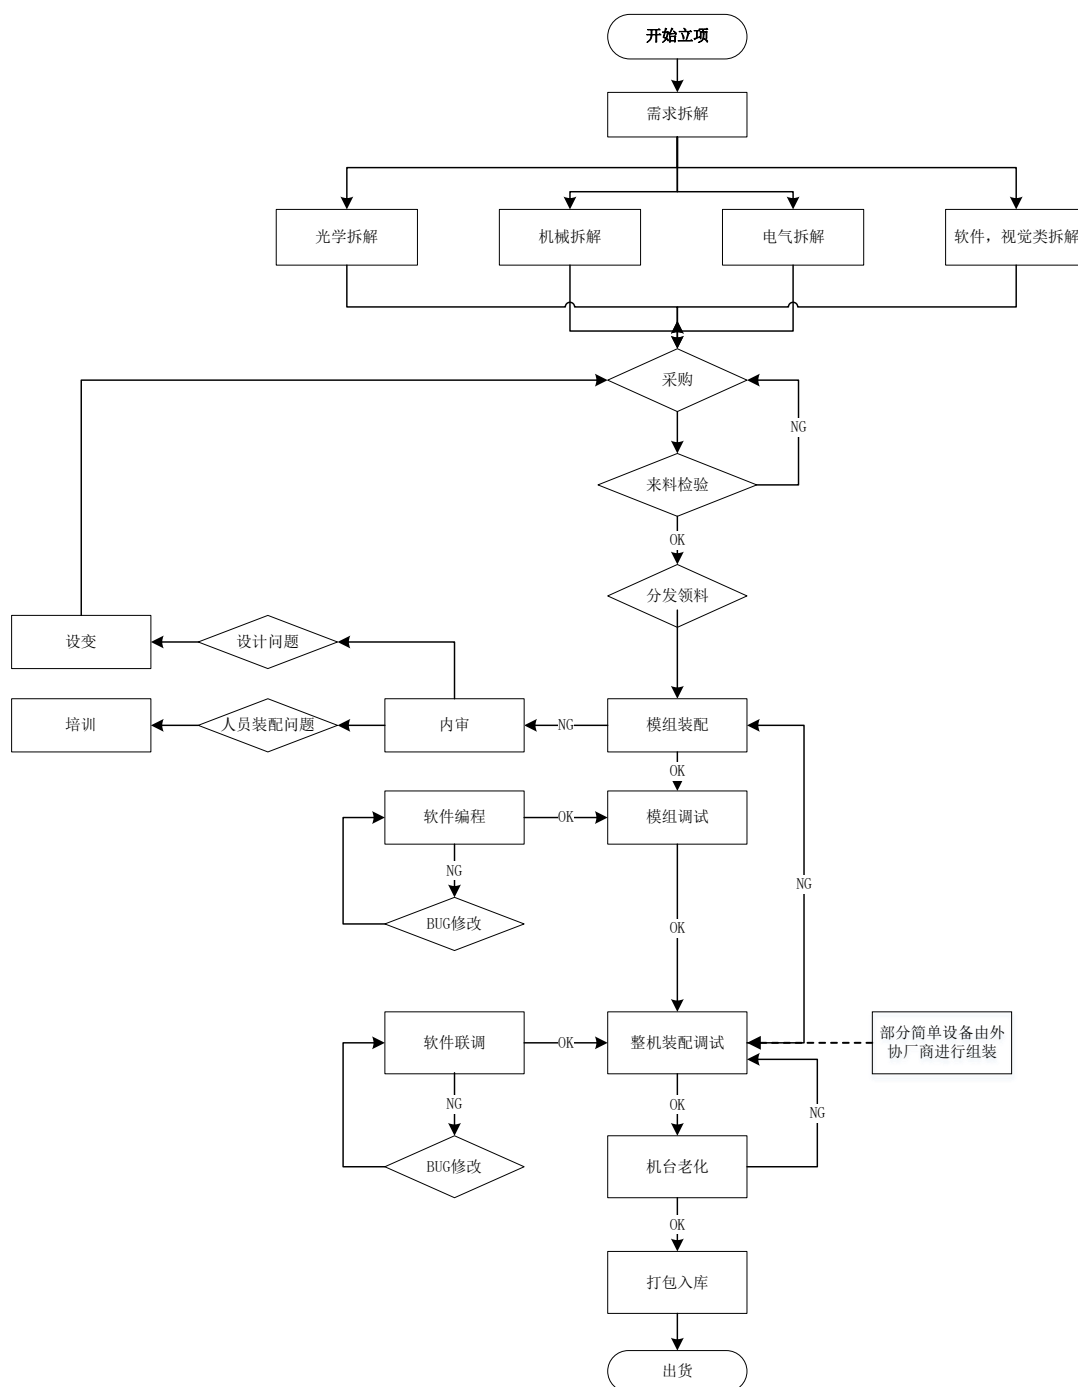 开始立项
需求拆解
光学拆解
机械拆解
电气拆解
软件，视觉类拆解
采购
NG
来料检验
OK
分发领料
设变
设计问题
培训
人员装配问题
内审
NG
模组装配
OK
软件编程
OK
模组调试
NG
NG
BUG修改
OK
软件联调
OK
整机装配调试
部分简单设备由外
协厂商进行组装
NG
OK
NG
BUG修改
机台老化
OK
打包入库
出货